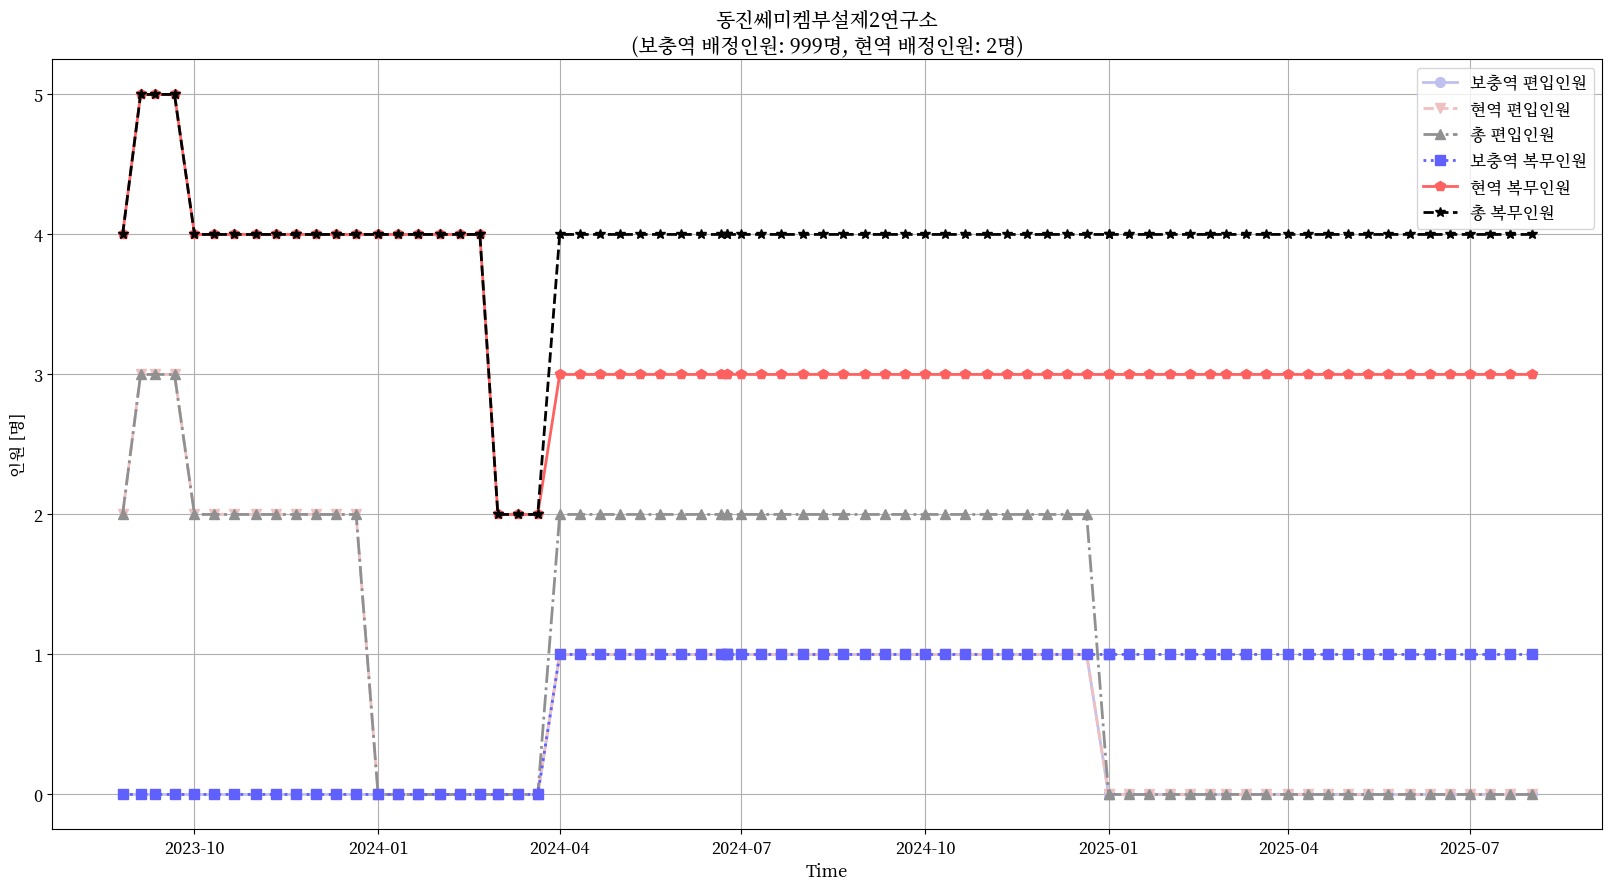 동진쎄미켐부설제2연구소
(보충역 배정인원: 999명, 현역 배정인원: 2명)
보충역 편입인원
현역 편입인원
총 편입인원
보충역 복무인원
현역 복무인원
총 복무인원
인원 [명]
5
4
3
2
1
0
2023-10
2024-01
2024-04
2024-07
2024-10
2025-01
2025-04
2025-07
Time